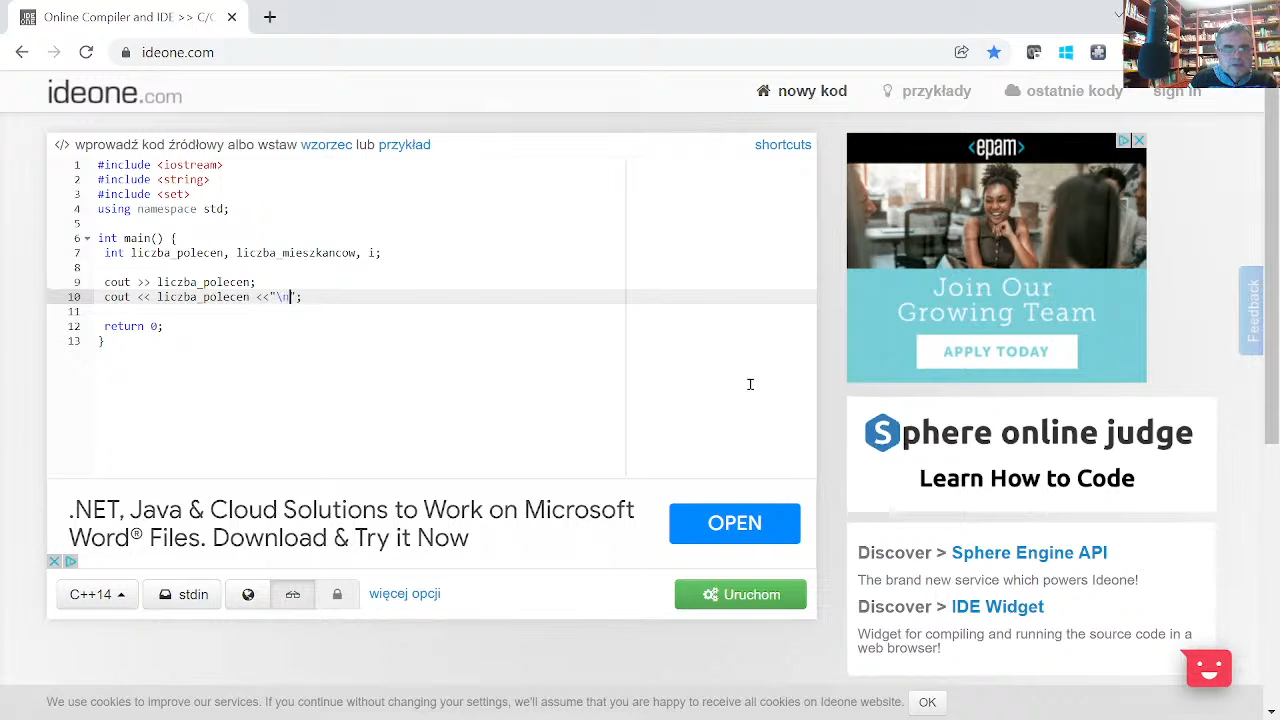 Online Compiler and IDE >> C/C
ideone.com
ideone.com
nowy kod
przykłady
ostatnie kody
sign in
</> wprowadź kod źródłowy albo wstaw wzorzec lub przykład
shortcuts
1 #include <iostream>
2 #include <string>
3 #include <set>
4 using namespace std;
5
6 int main() {
7 int liczba_polecen, liczba_mieszkancow, i;
8
9 cout >> liczba_polecen;
10 cout << liczba_polecen <<"\n";
11
12 return 0;
13 }
<epam>
Join Our
Growing Team
APPLY TODAY
Feedback
Sphere online judge
Learn How to Code
.NET, Java & Cloud Solutions to Work on Microsoft
Word® Files. Download & Try it Now
OPEN
C++14
stdin
więcej opcji
Uruchom
Discover > Sphere Engine API
The brand new service which powers Ideone!
Discover > IDE Widget
Widget for compiling and running the source code in a
web browser!
We use cookies to improve our services. If you continue without changing your settings, we'll assume that you are happy to receive all cookies on Ideone website.
OK